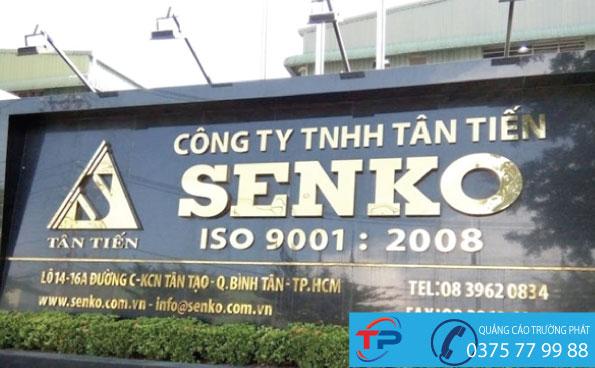 CÔNG TY TNHH TÂN TIẾN
SENKO
TÂN TIẾN
ISO 9001 : 2008
LÔ 14-16A ĐƯỜNG C-KCN TÂN TẠO - Q.BÌNH TÂN - TP.HCM
www.senko.com.vn - info@senko.com.vn
TEL:08 3962 0834
TP
QUẢNG CÁO TRƯỜNG PHÁT
0375 77 99 88